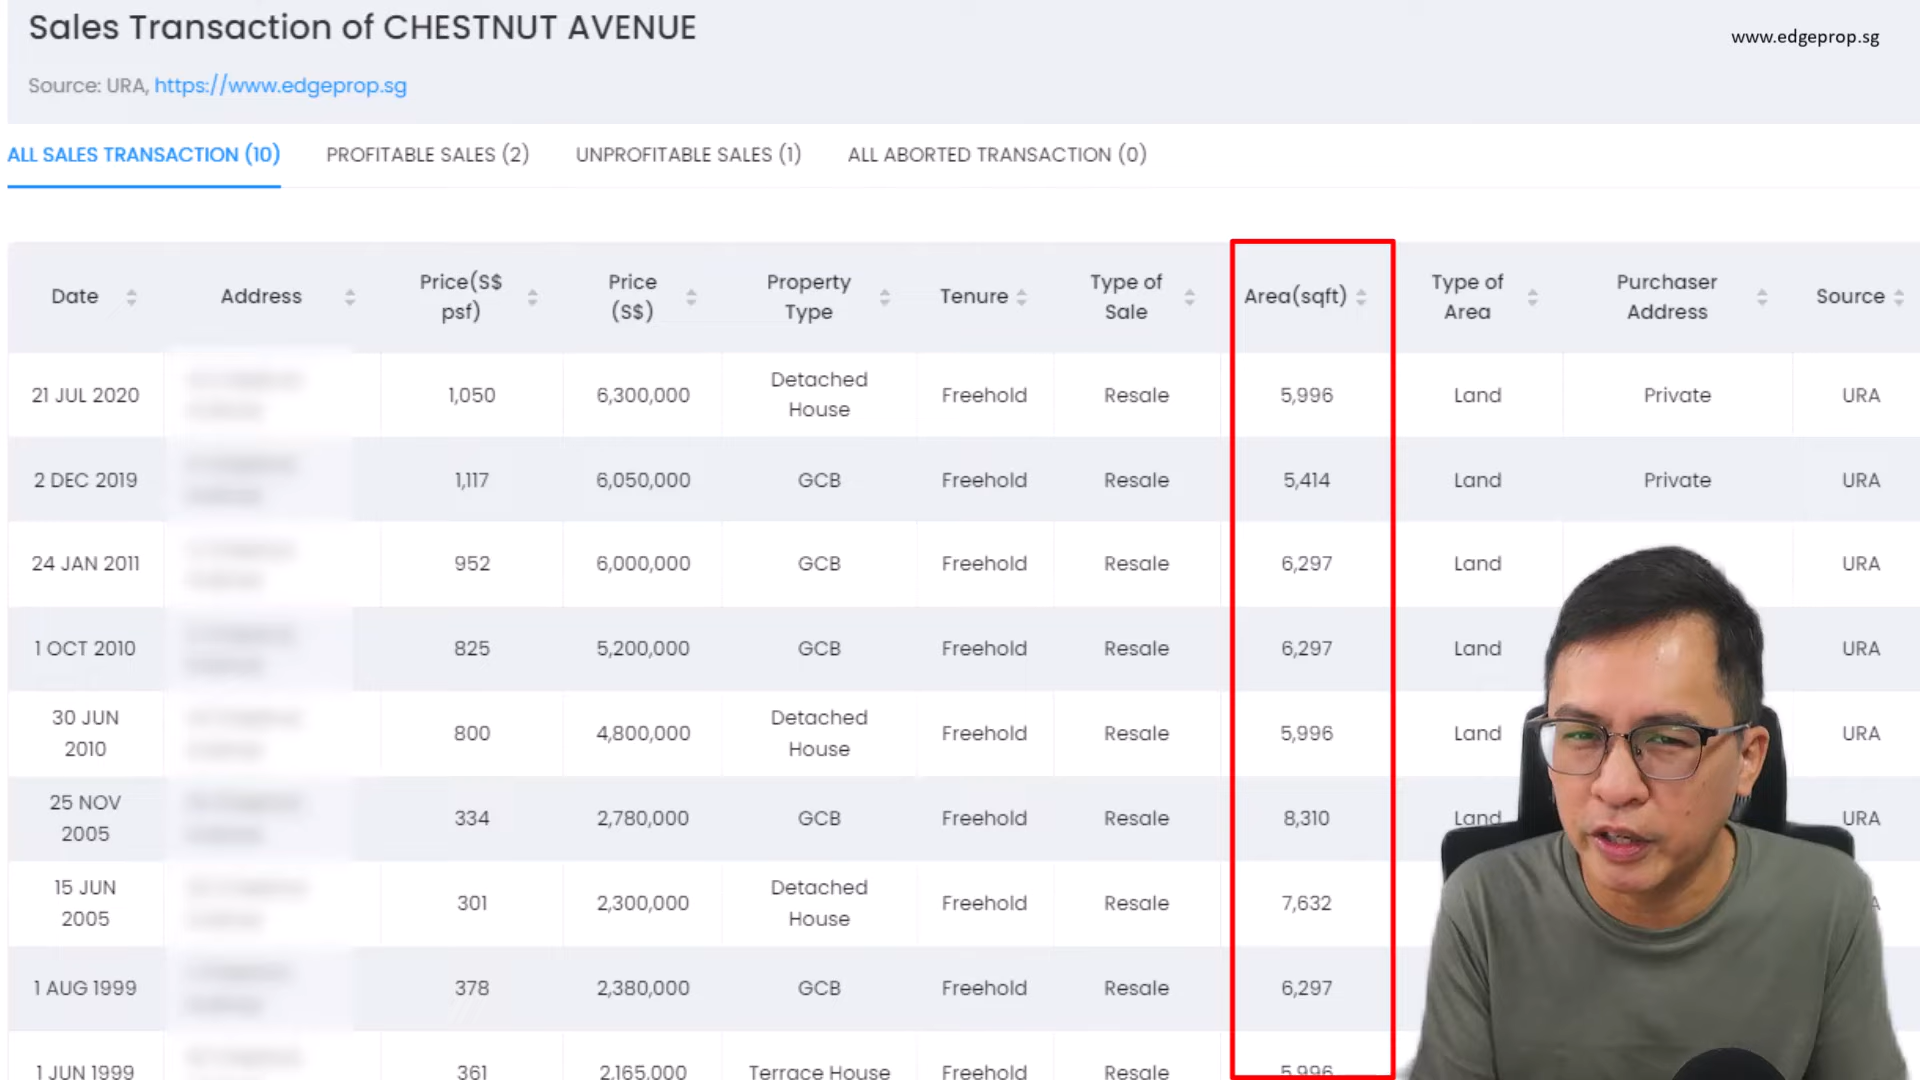 Sales Transaction of CHESTNUT AVENUE
www.edgeprop.sg
Source: URA, https://www.edgeprop.sg
ALL SALES TRANSACTION (10) PROFITABLE SALES (2) UNPROFITABLE SALES (1) ALL ABORTED TRANSACTION (0)
Date Address Price(S$ psf) Price (S$) Property Type Tenure Type of Sale Area(sqft) Type of Area Purchaser Address Source
21 JUL 2020 1,050 6,300,000 Detached House Freehold Resale 5,996 Land Private URA
2 DEC 2019 1,117 6,050,000 GCB Freehold Resale 5,414 Land Private URA
24 JAN 2011 952 6,000,000 GCB Freehold Resale 6,297 Land URA
1 OCT 2010 825 5,200,000 GCB Freehold Resale 6,297 Land URA
30 JUN 2010 800 4,800,000 Detached House Freehold Resale 5,996 Land URA
25 NOV 2005 334 2,780,000 GCB Freehold Resale 8,310 Land URA
15 JUN 2005 301 2,300,000 Detached House Freehold Resale 7,632
1 AUG 1999 378 2,380,000 GCB Freehold Resale 6,297
1 JUN 1999 361 2,165,000 Terrace House Freehold Resale 5,996